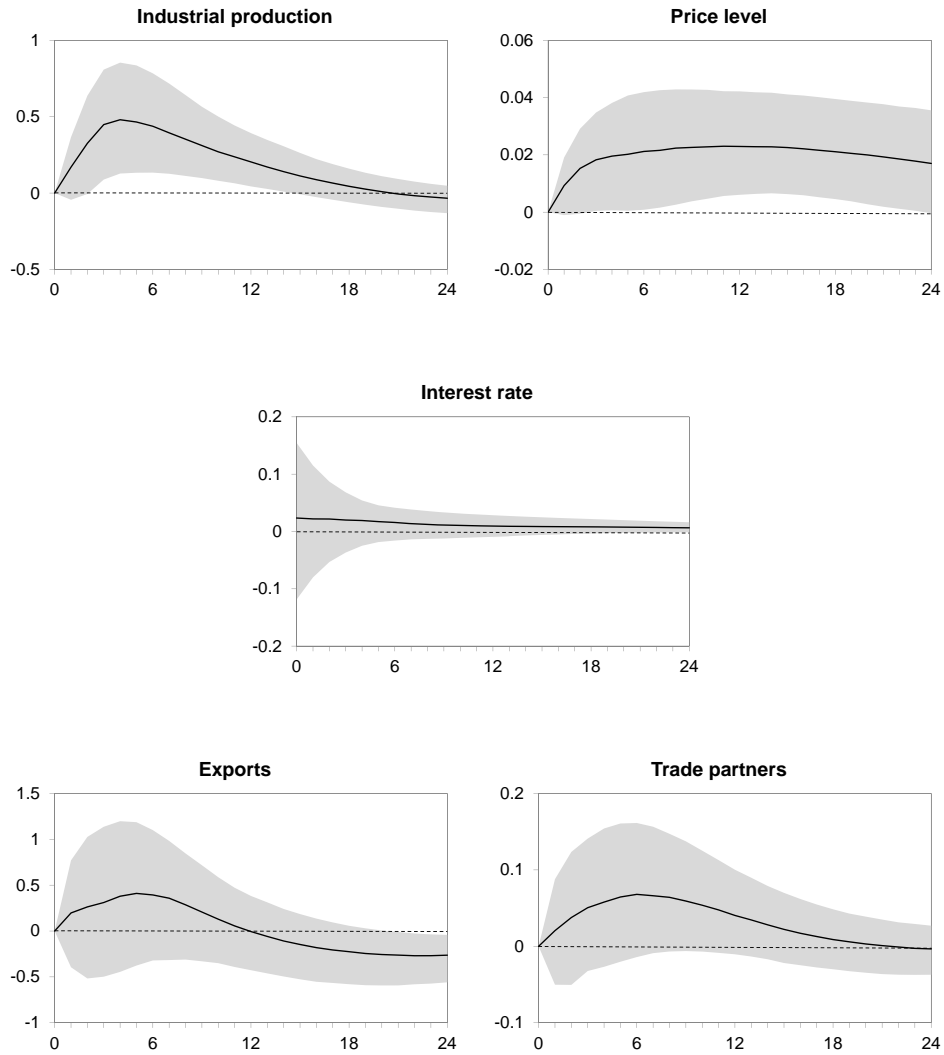 Industrial production
1
0.5
0
-0.5
0 6 12 18 24
Price level
0.06
0.04
0.02
0
-0.02
0 6 12 18 24
Interest rate
0.2
0.1
0
-0.1
-0.2
0 6 12 18 24
Exports
1.5
1
0.5
0
-0.5
-1
0 6 12 18 24
Trade partners
0.2
0.1
0
-0.1
0 6 12 18 24